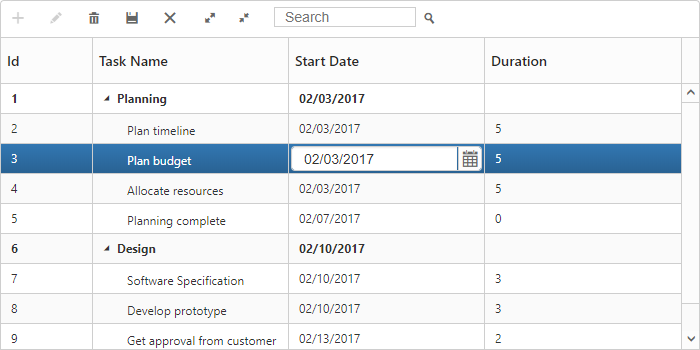 Search
Id Task Name Start Date Duration
1 Planning 02/03/2017
2 Plan timeline 02/03/2017 5
3 Plan budget 02/03/2017 5
4 Allocate resources 02/03/2017 5
5 Planning complete 02/07/2017 0
6 Design 02/10/2017
7 Software Specification 02/10/2017 3
8 Develop prototype 02/10/2017 3
9 Get approval from customer 02/13/2017 2